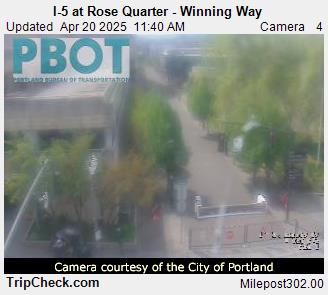 I-5 at Rose Quarter - Winning Way
Updated Apr 20 2025 11:40 AM Camera 4
PBOT
PORTLAND BUREAU OF TRANSPORTATION
Camera courtesy of the City of Portland
TripCheck.com Milepost302.00